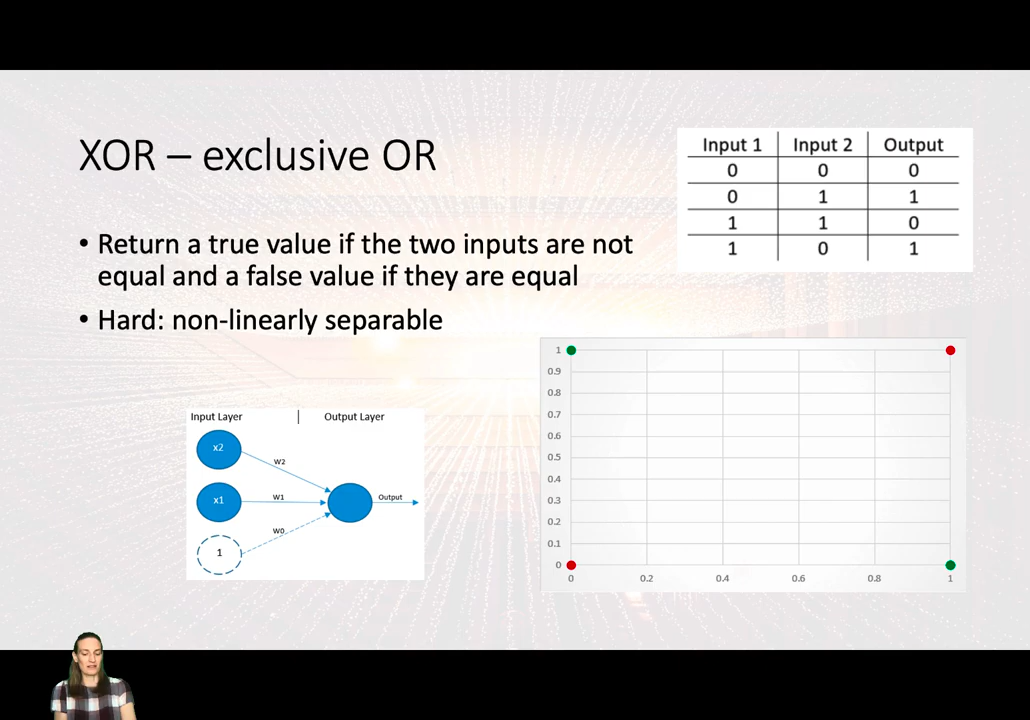 XOR – exclusive OR
• Return a true value if the two inputs are not
equal and a false value if they are equal
• Hard: non-linearly separable
Input 1 Input 2 Output
0 0 0
0 1 1
1 1 0
1 0 1
Input Layer | Output Layer
x2
W2
x1
W1
Output
W0
1
1
0.9
0.8
0.7
0.6
0.5
0.4
0.3
0.2
0.1
0
0 0.2 0.4 0.6 0.8 1